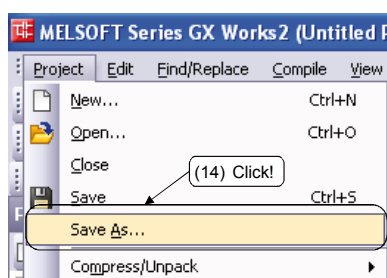 MELSOFT Series GX Works2 (Untitled P
Project Edit Find/Replace Compile View
New... Ctrl+N
Open... Ctrl+O
Close
(14) Click!
Save Ctrl+S
Save As...
Compress/Unpack